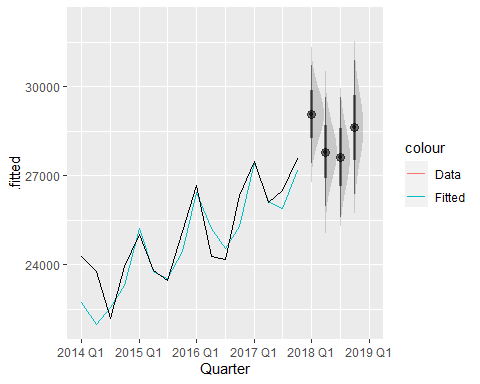 .fitted
30000
27000
24000
2014 Q1 2015 Q1 2016 Q1 2017 Q1 2018 Q1 2019 Q1
Quarter
colour
Data
Fitted